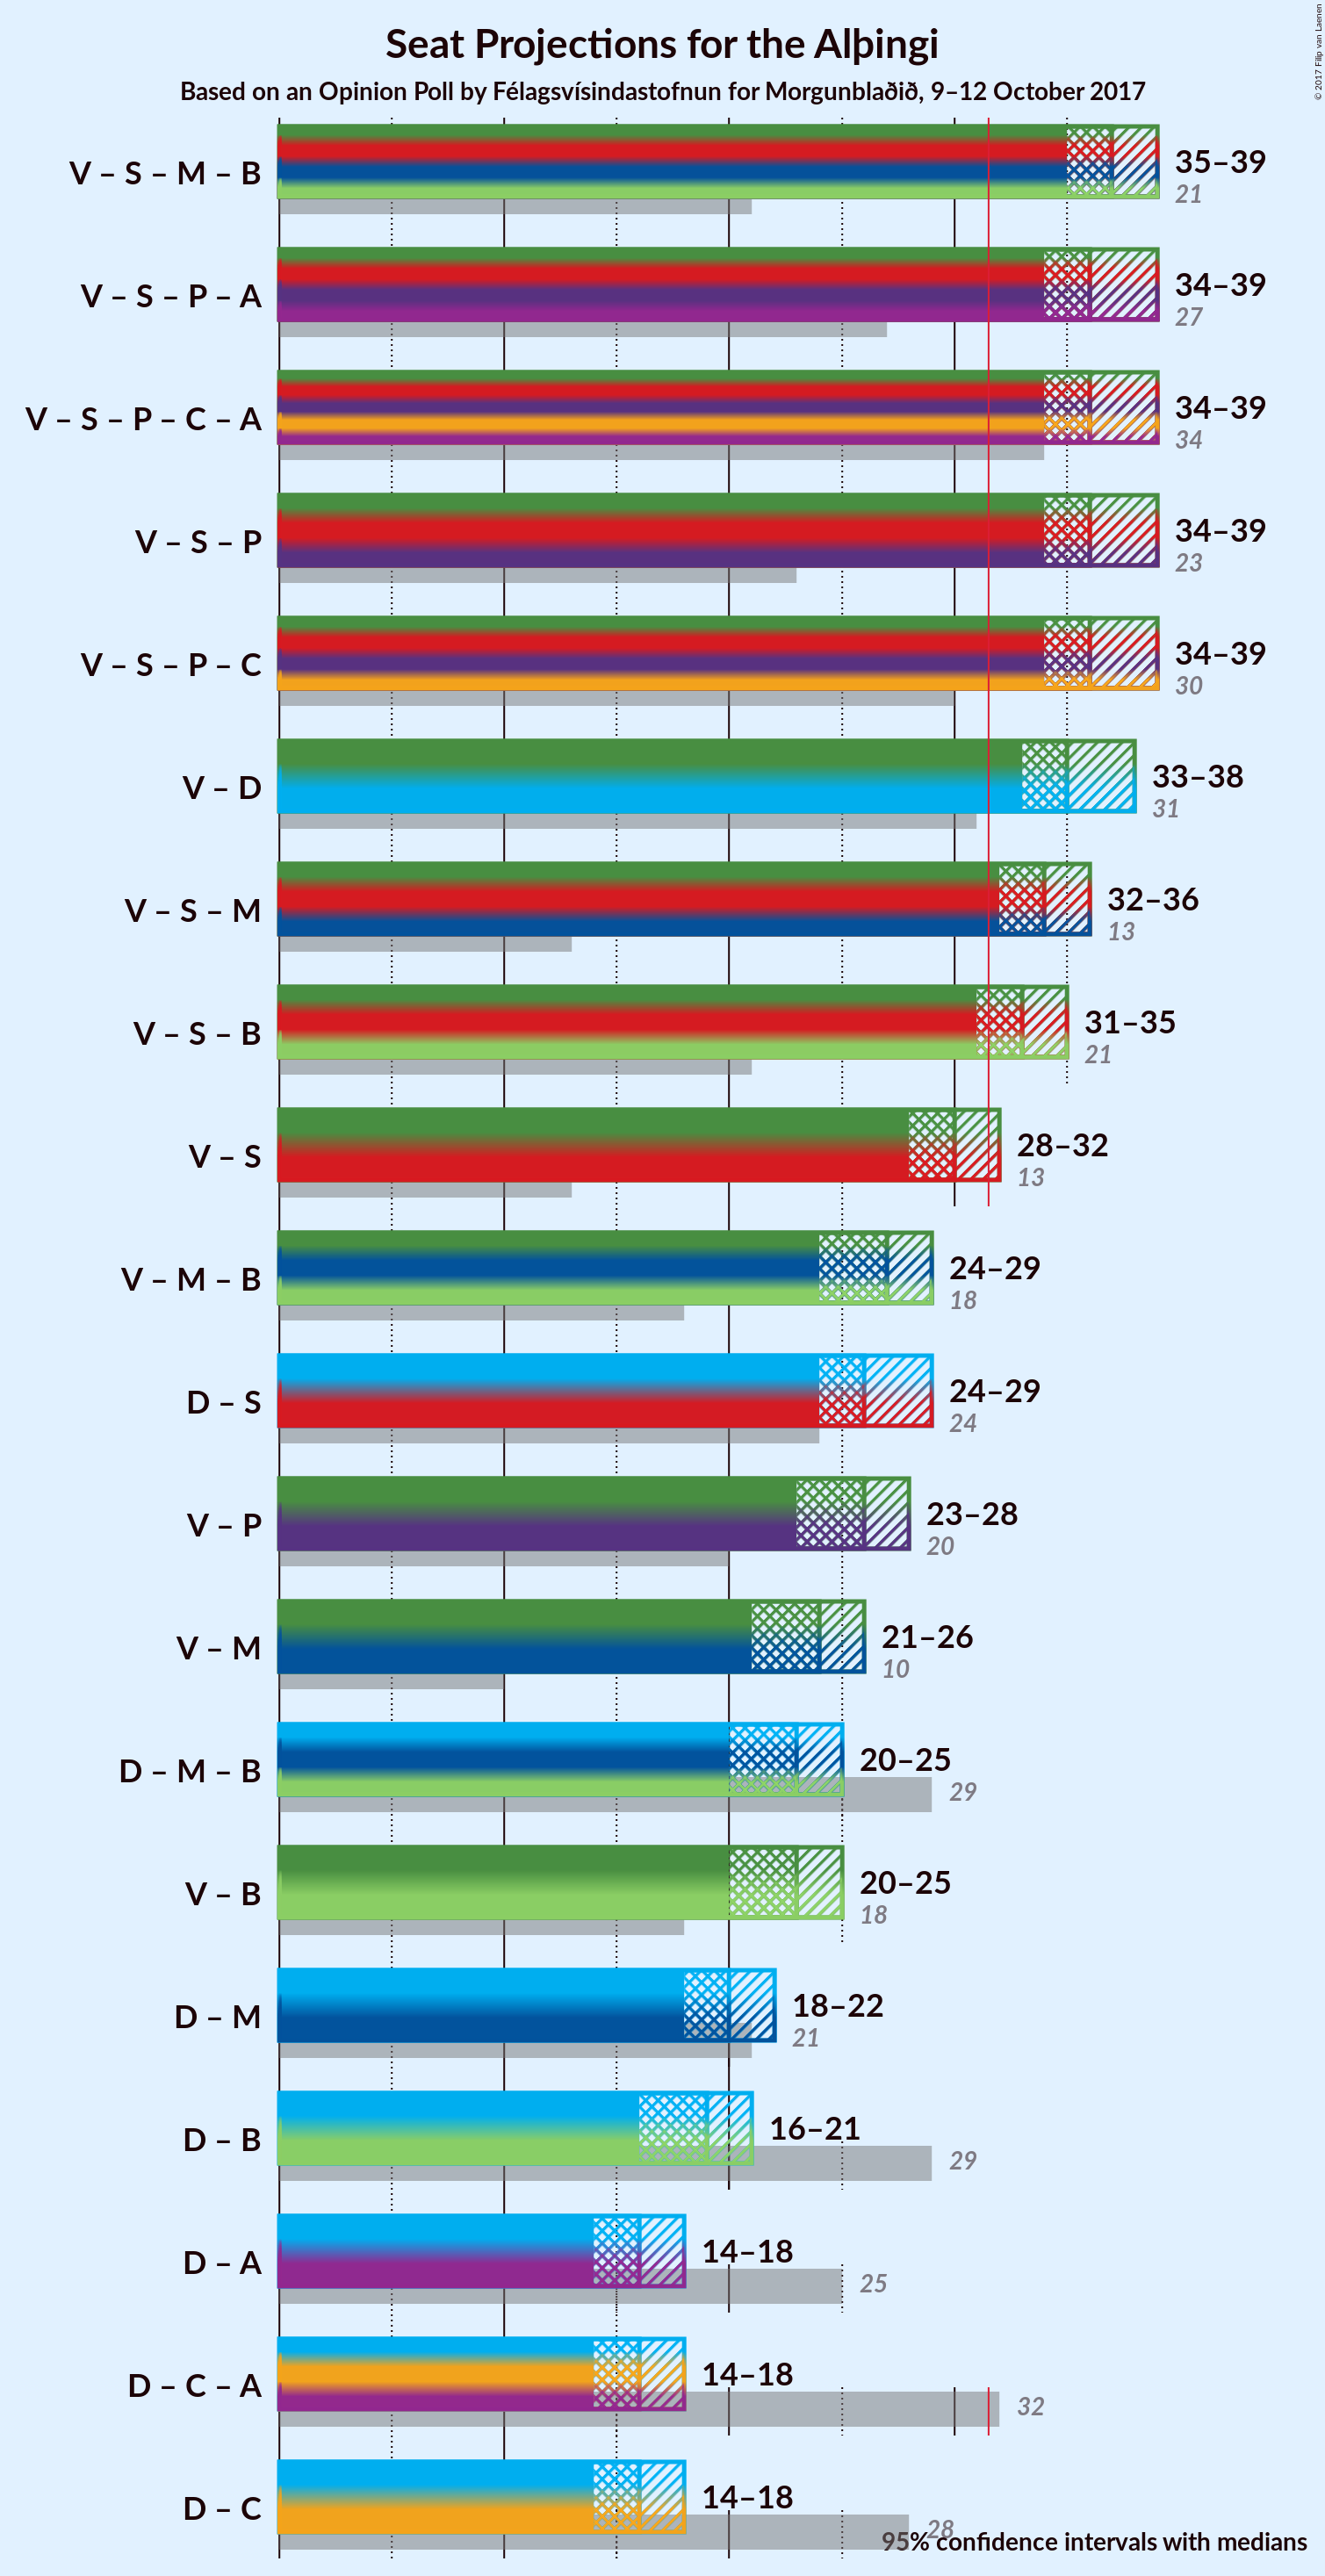 Seat Projections for the Alþingi
Based on an Opinion Poll by Félagsvísindastofnun for Morgunblaðið, 9–12 October 2017
© 2017 Filip van Laenen
V – S – M – B
35–39
21
V – S – P – A
34–39
27
V – S – P – C – A
34–39
34
V – S – P
34–39
23
V – S – P – C
34–39
30
V – D
33–38
31
V – S – M
32–36
13
V – S – B
31–35
21
V – S
28–32
13
V – M – B
24–29
18
D – S
24–29
24
V – P
23–28
20
V – M
21–26
10
D – M – B
20–25
29
V – B
20–25
18
D – M
18–22
21
D – B
16–21
29
D – A
14–18
25
D – C – A
14–18
32
D – C
14–18
28
95% confidence intervals with medians